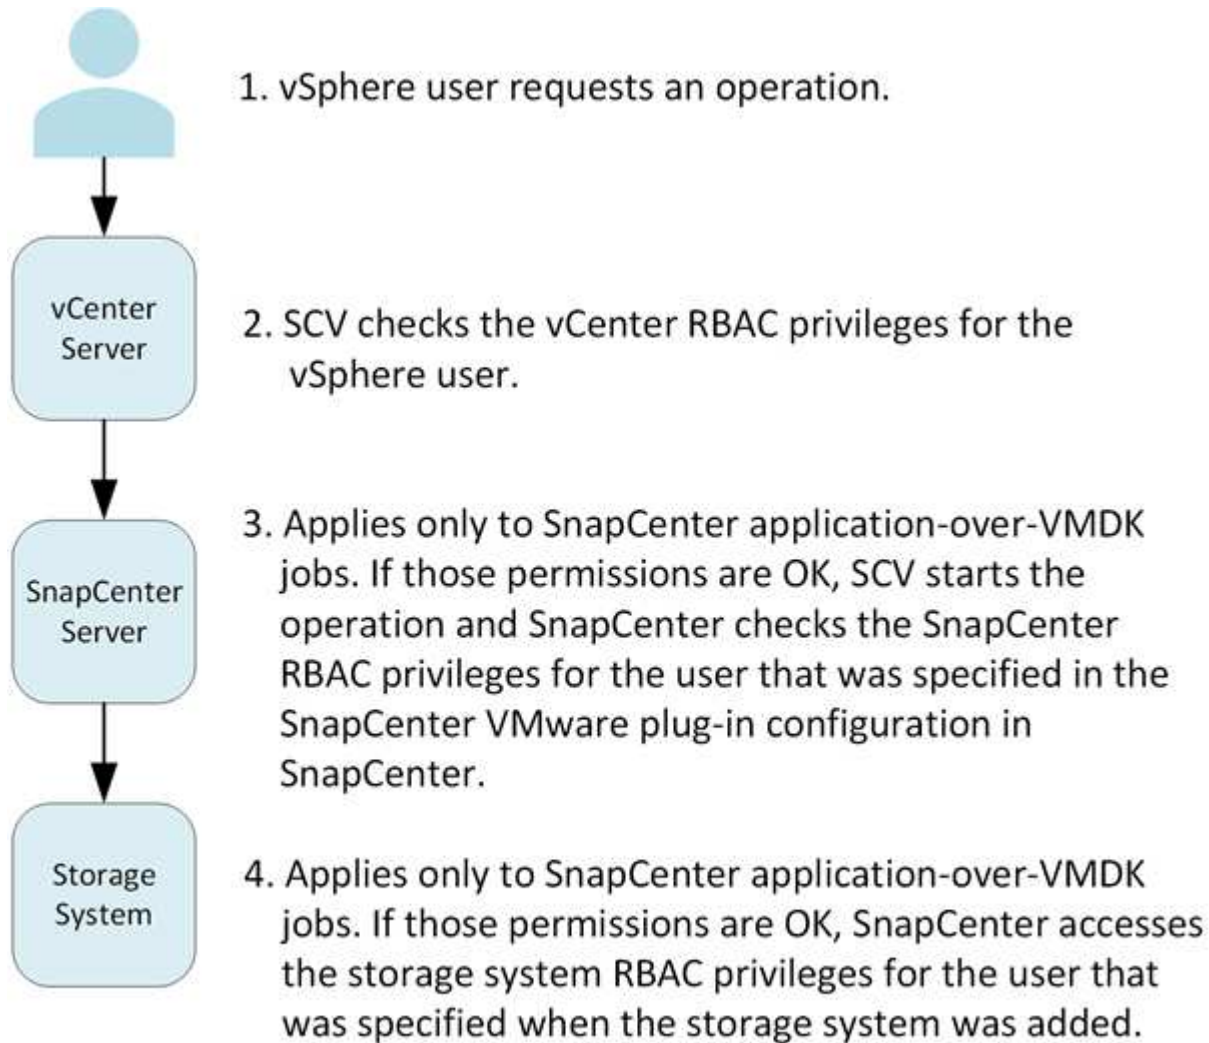 1. vSphere user requests an operation.
vCenter
Server
2. SCV checks the vCenter RBAC privileges for the
vSphere user.
SnapCenter
Server
3. Applies only to SnapCenter application-over-VMDK
jobs. If those permissions are OK, SCV starts the
operation and SnapCenter checks the SnapCenter
RBAC privileges for the user that was specified in the
SnapCenter VMware plug-in configuration in
SnapCenter.
Storage
System
4. Applies only to SnapCenter application-over-VMDK
jobs. If those permissions are OK, SnapCenter accesses
the storage system RBAC privileges for the user that
was specified when the storage system was added.